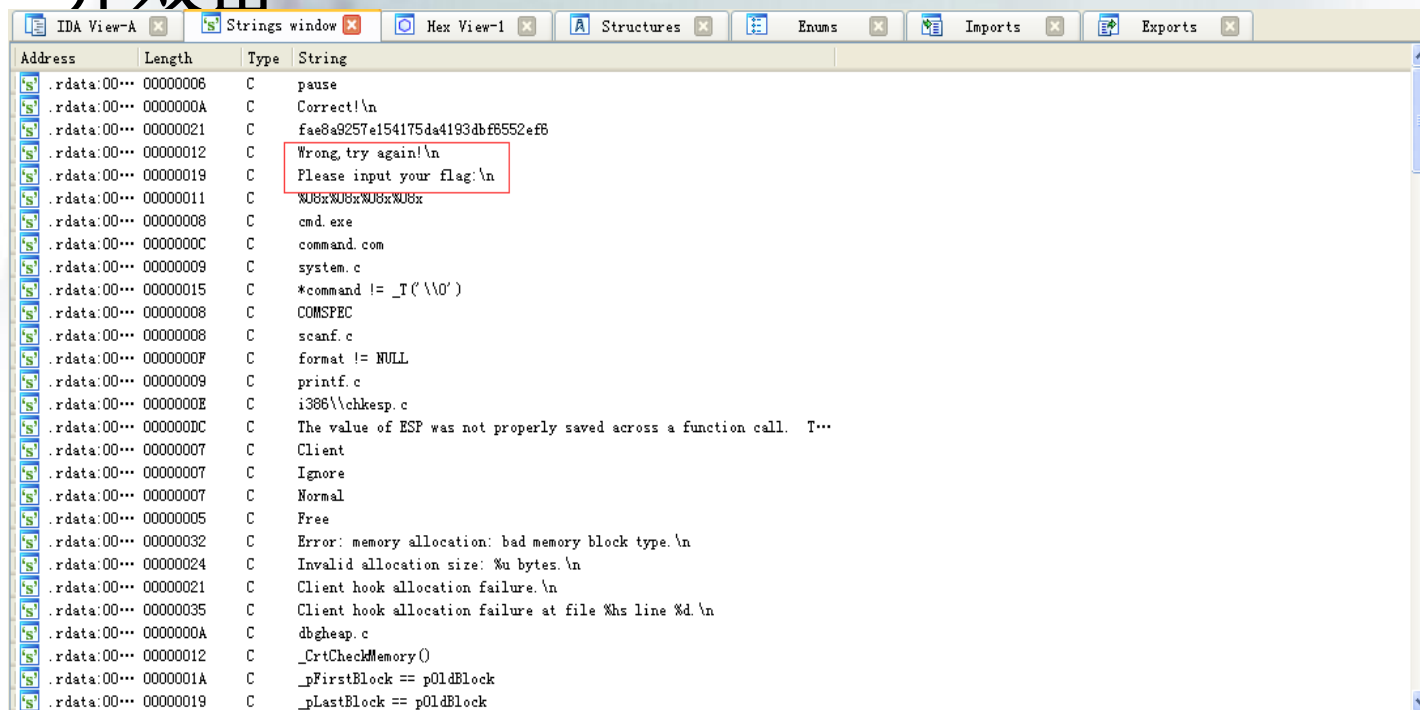 IDA View-A Strings window Hex View-1 Structures Enums Imports Exports
Address Length Type String
.rdata:00··· 00000006 C pause
.rdata:00··· 0000000A C Correct!\n
.rdata:00··· 00000021 C fae8a9257e154175da4193dbf6552ef6
.rdata:00··· 00000012 C Wrong,try again!\n
.rdata:00··· 00000019 C Please input your flag:\n
.rdata:00··· 00000011 C %08x%08x%08x%08x
.rdata:00··· 00000008 C cmd.exe
.rdata:00··· 0000000C C command.com
.rdata:00··· 00000009 C system.c
.rdata:00··· 00000015 C *command != _T('\\0')
.rdata:00··· 00000008 C COMSPEC
.rdata:00··· 00000008 C scanf.c
.rdata:00··· 0000000F C format != NULL
.rdata:00··· 00000009 C printf.c
.rdata:00··· 0000000E C i386\\chkesp.c
.rdata:00··· 000000DC C The value of ESP was not properly saved across a function call.  T···
.rdata:00··· 00000007 C Client
.rdata:00··· 00000007 C Ignore
.rdata:00··· 00000007 C Normal
.rdata:00··· 00000005 C Free
.rdata:00··· 00000032 C Error: memory allocation: bad memory block type.\n
.rdata:00··· 00000024 C Invalid allocation size: %u bytes.\n
.rdata:00··· 00000021 C Client hook allocation failure.\n
.rdata:00··· 00000035 C Client hook allocation failure at file %hs line %d.\n
.rdata:00··· 0000000A C dbgheap.c
.rdata:00··· 00000012 C _CrtCheckMemory()
.rdata:00··· 0000001A C _pFirstBlock == pOldBlock
.rdata:00··· 00000019 C _pLastBlock == pOldBlock